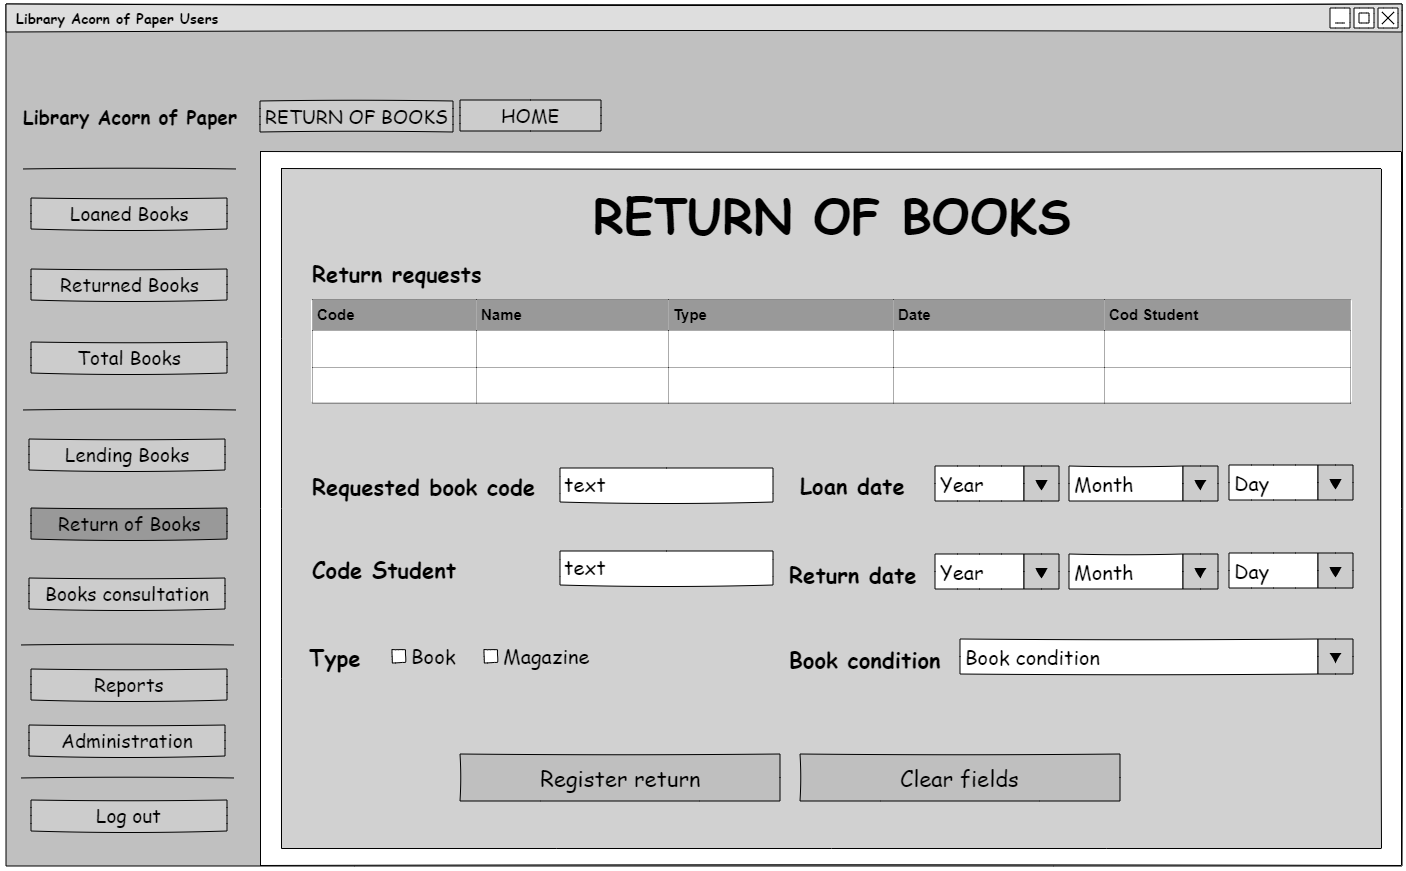 Library Acorn of Paper Users
Library Acorn of Paper
RETURN OF BOOKS
HOME
Loaned Books
Returned Books
Total Books
Lending Books
Return of Books
Books consultation
Reports
Administration
Log out
RETURN OF BOOKS
Return requests
Code Name Type Date Cod Student
Requested book code text Loan date Year Month Day
Code Student text Return date Year Month Day
Type Book Magazine Book condition Book condition
Register return Clear fields